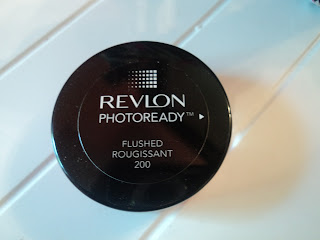 REVLON
PHOTOREADY™
FLUSHED
ROUGISSANT
200